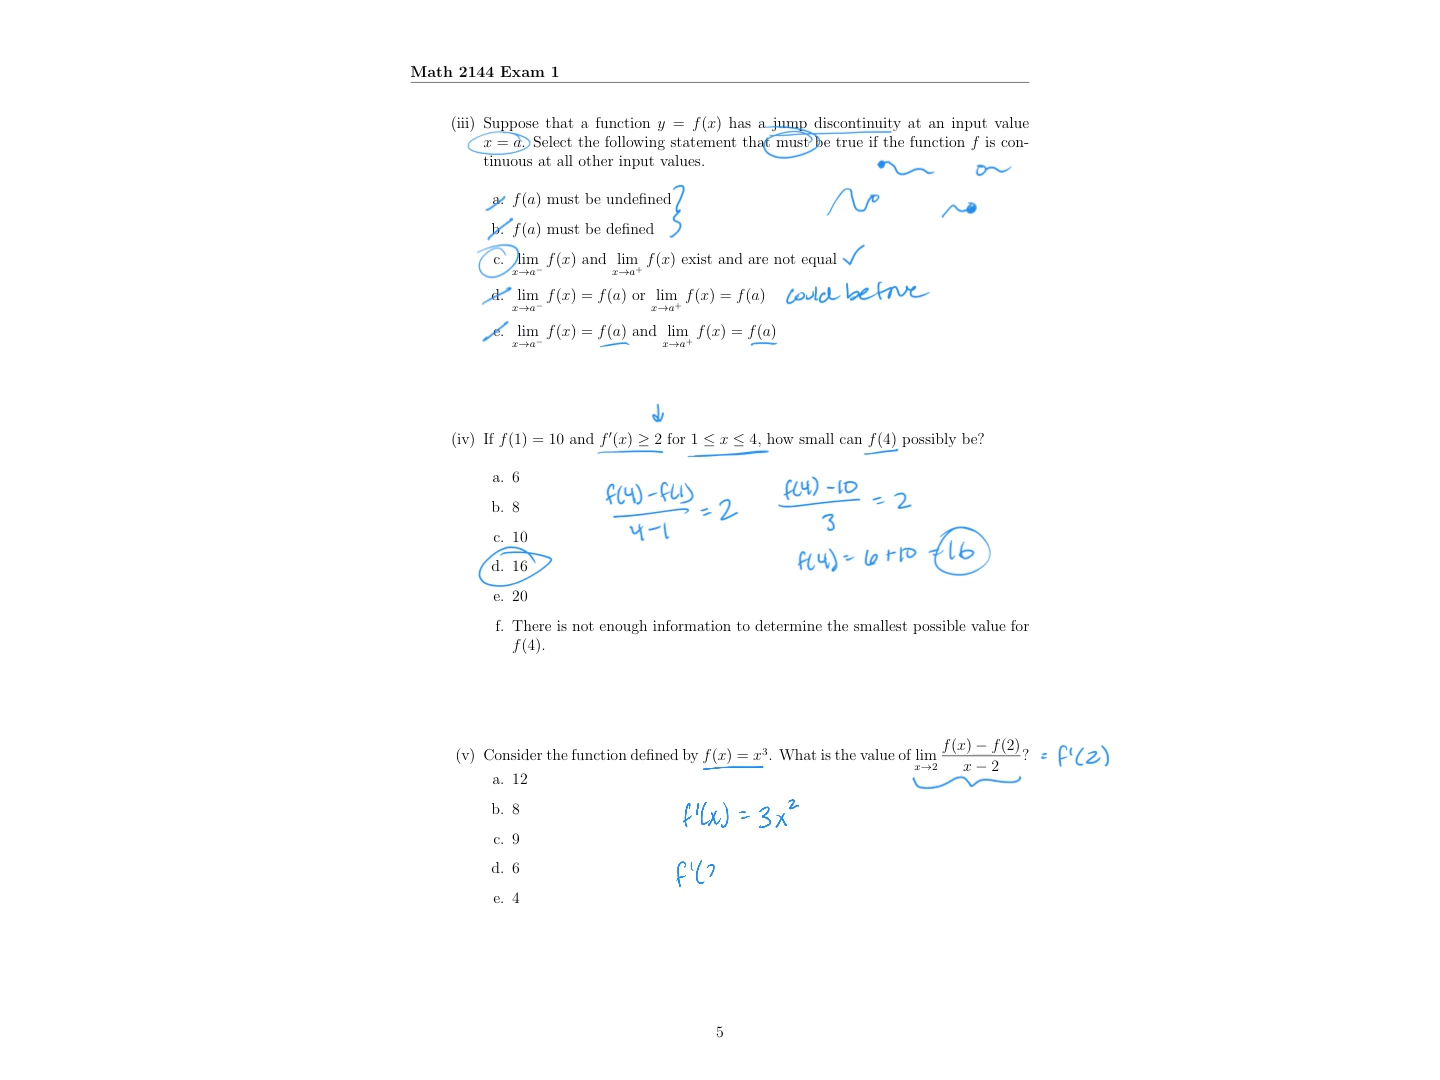 Math 2144 Exam 1
(iii) Suppose that a function y = f(x) has a jump discontinuity at an input value
x = a. Select the following statement that must be true if the function f is con-
tinuous at all other input values.
a. f(a) must be undefined
b. f(a) must be defined
c. lim x→a⁻ f(x) and lim x→a⁺ f(x) exist and are not equal ✓
d. lim x→a⁻ f(x) = f(a) or lim x→a⁺ f(x) = f(a) could be true
e. lim x→a⁻ f(x) = f(a) and lim x→a⁺ f(x) = f(a)
(iv) If f(1) = 10 and f′(x) ≥ 2 for 1 ≤ x ≤ 4, how small can f(4) possibly be?
a. 6
b. 8
c. 10
d. 16
e. 20
f. There is not enough information to determine the smallest possible value for
f(4).
(f(4) − f(1))/(4−1) = 2
(f(4) − 10)/3 = 2
f(4) = 6+10 = 16
(v) Consider the function defined by f(x) = x³. What is the value of lim x→2 (f(x) − f(2))/(x − 2)? = f'(2)
a. 12
b. 8
c. 9
d. 6
e. 4
f'(x) = 3x²
f'(2
5